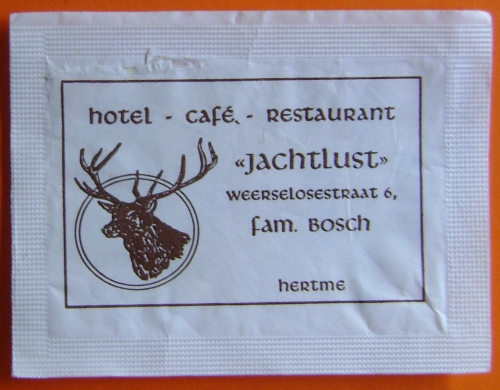 hotel - café - Restaurant
«Jachtlust»
Weerselosestraat 6,
fam. Bosch
hertme